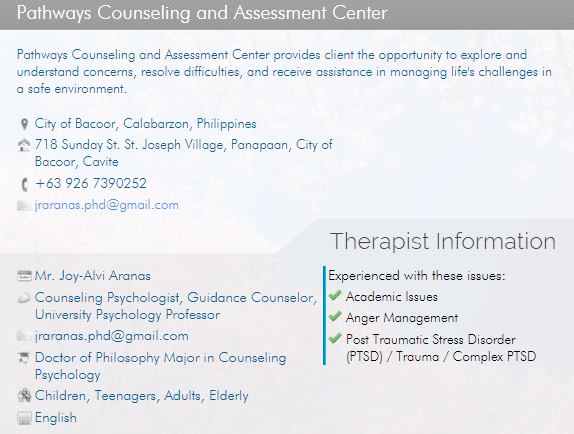 Pathways Counseling and Assessment Center
Pathways Counseling and Assessment Center provides client the opportunity to explore and
understand concerns, resolve difficulties, and receive assistance in managing life's challenges in
a safe environment.
City of Bacoor, Calabarzon, Philippines
718 Sunday St. St. Joseph Village, Panapaan, City of
Bacoor, Cavite
+63 926 7390252
jraranas.phd@gmail.com
Therapist Information
Mr. Joy-Alvi Aranas
Counseling Psychologist, Guidance Counselor,
University Psychology Professor
jraranas.phd@gmail.com
Doctor of Philosophy Major in Counseling
Psychology
Children, Teenagers, Adults, Elderly
English
Experienced with these issues:
Academic Issues
Anger Management
Post Traumatic Stress Disorder
(PTSD) / Trauma / Complex PTSD